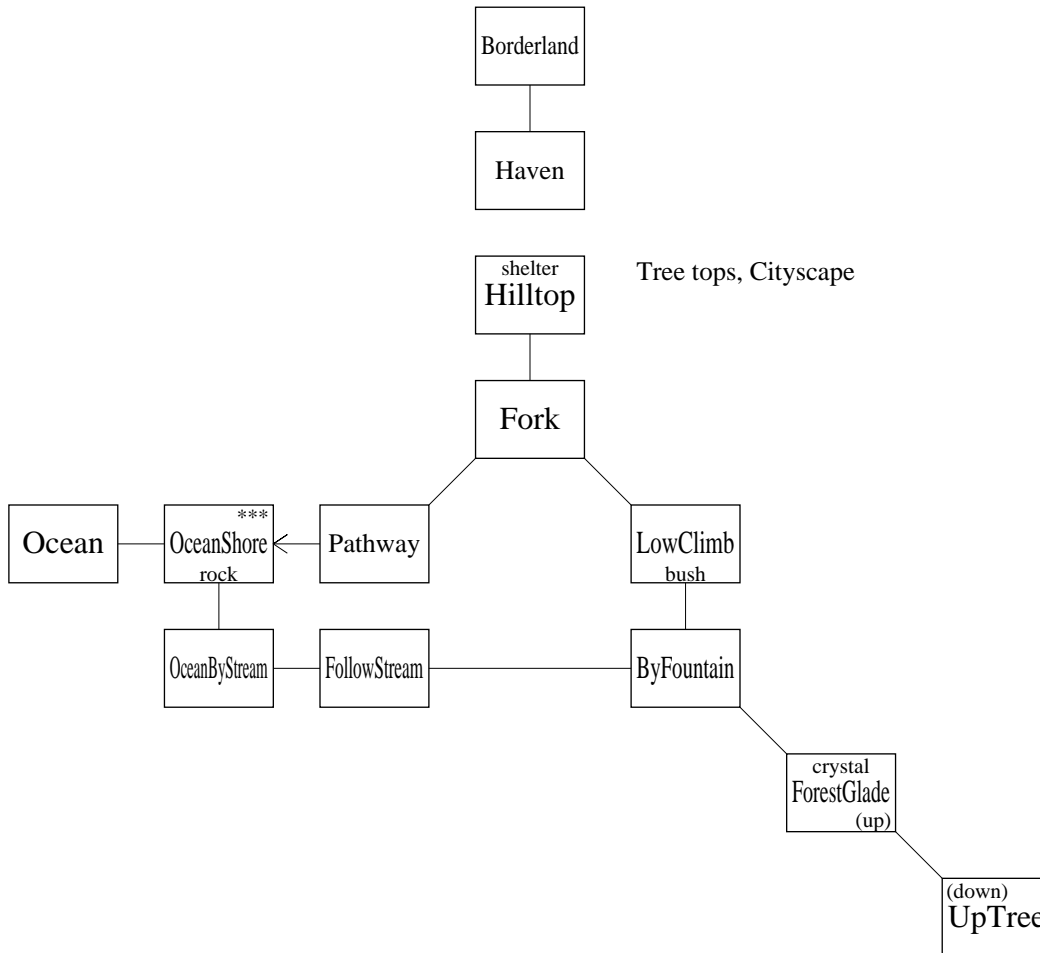 Borderland
Haven
shelter
Hilltop
Tree tops, Cityscape
Fork
Ocean
***
OceanShore
rock
Pathway
LowClimb
bush
OceanByStream
FollowStream
ByFountain
crystal
ForestGlade
(up)
(down)
UpTree